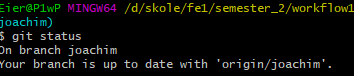 Eier@P1wP MINGW64 /d/skole/fe1/semester_2/workflow1
joachim)
$ git status
On branch joachim
Your branch is up to date with 'origin/joachim'.